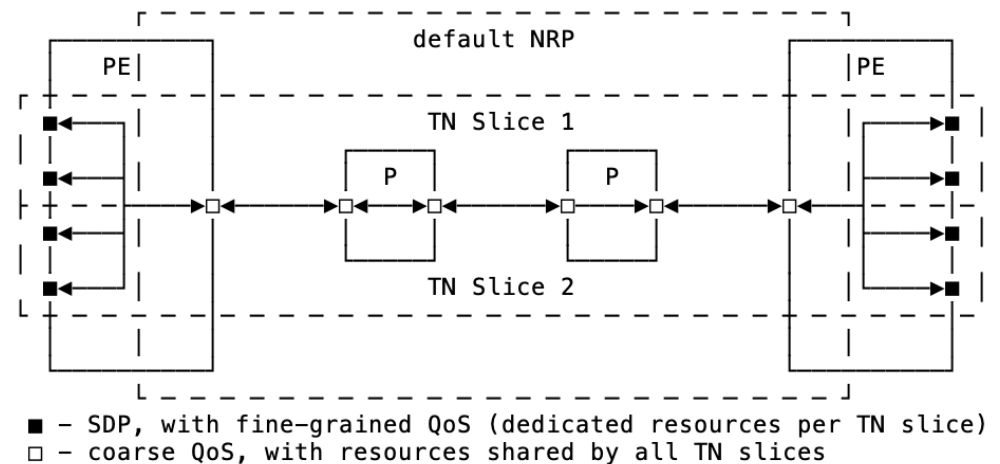 default NRP
PE PE
TN Slice 1
P P
TN Slice 2
■ – SDP, with fine-grained QoS (dedicated resources per TN slice)
□ – coarse QoS, with resources shared by all TN slices